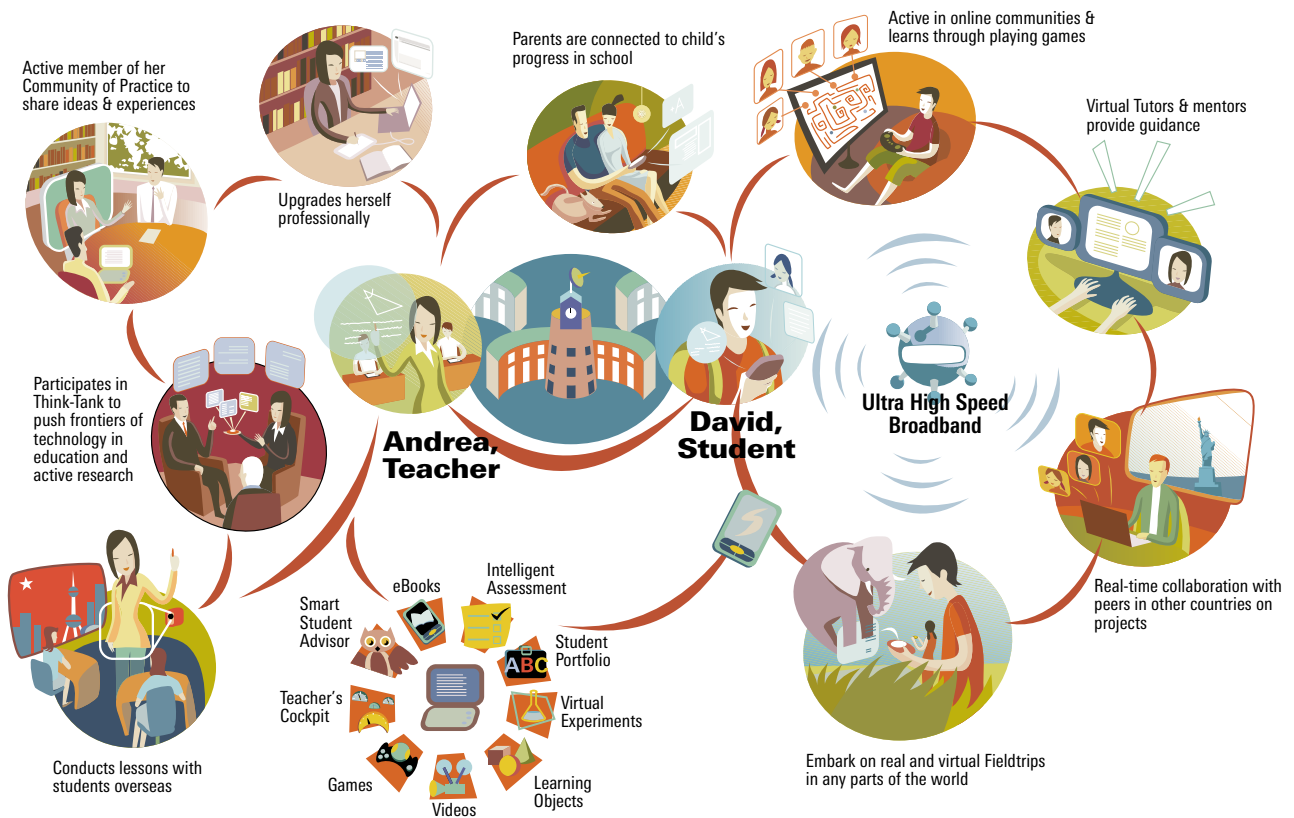 Active member of her
Community of Practice to
share ideas & experiences
Upgrades herself
professionally
Parents are connected to child's
progress in school
Active in online communities &
learns through playing games
Virtual Tutors & mentors
provide guidance
Participates in
Think-Tank to
push frontiers of
technology in
education and
active research
Andrea,
Teacher
David,
Student
Ultra High Speed
Broadband
Real-time collaboration with
peers in other countries on
projects
Embark on real and virtual Fieldtrips
in any parts of the world
Conducts lessons with
students overseas
eBooks
Intelligent
Assessment
Smart
Student
Advisor
Student
Portfolio
ABC
Teacher's
Cockpit
Virtual
Experiments
Games
Videos
Learning
Objects